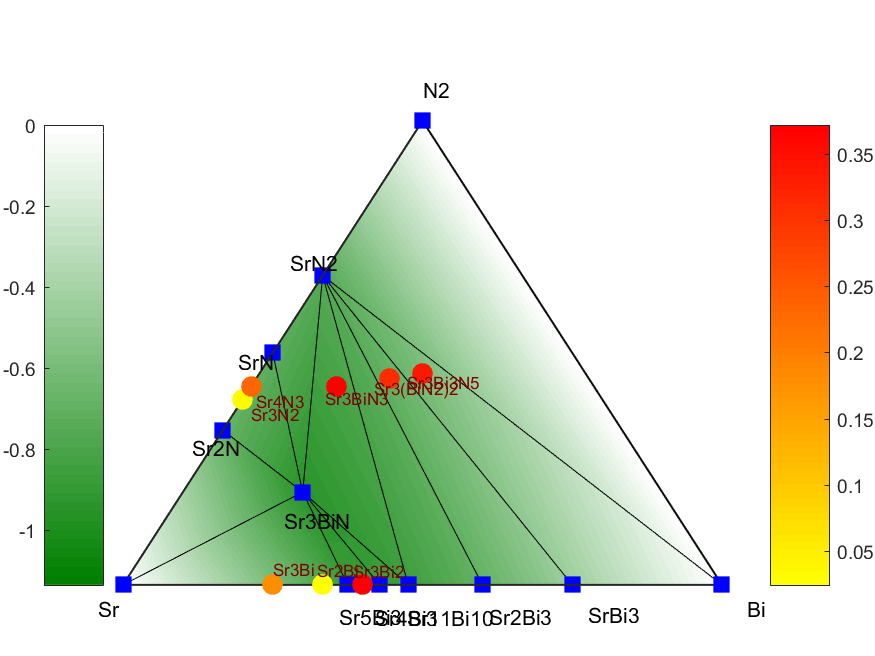 N2
0
-0.2
-0.4
-0.6
-0.8
-1
0.35
0.3
0.25
0.2
0.15
0.1
0.05
SrN2
SrN
Sr4N3
Sr3N2
Sr3BiN3
Sr3(BiN2)2
Sr3Bi3N5
Sr2N
Sr3BiN
Sr3Bi
Sr2Bi
Sr3Bi2
Sr
Sr5Bi3
Sr4Bi3
Sr11Bi10
Sr2Bi3
SrBi3
Bi